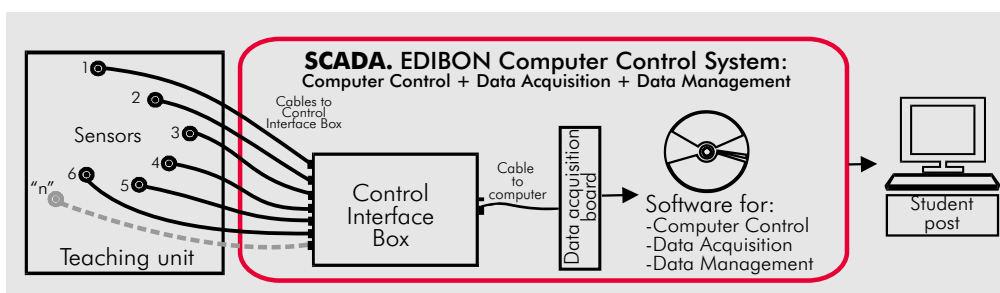 SCADA. EDIBON Computer Control System:
Computer Control + Data Acquisition + Data Management
1
2
3
4
5
6
“n”
Sensors
Teaching unit
Cables to
Control
Interface Box
Control
Interface
Box
Cable
to
computer
Data acquisition
board
Software for:
-Computer Control
-Data Acquisition
-Data Management
Student
post